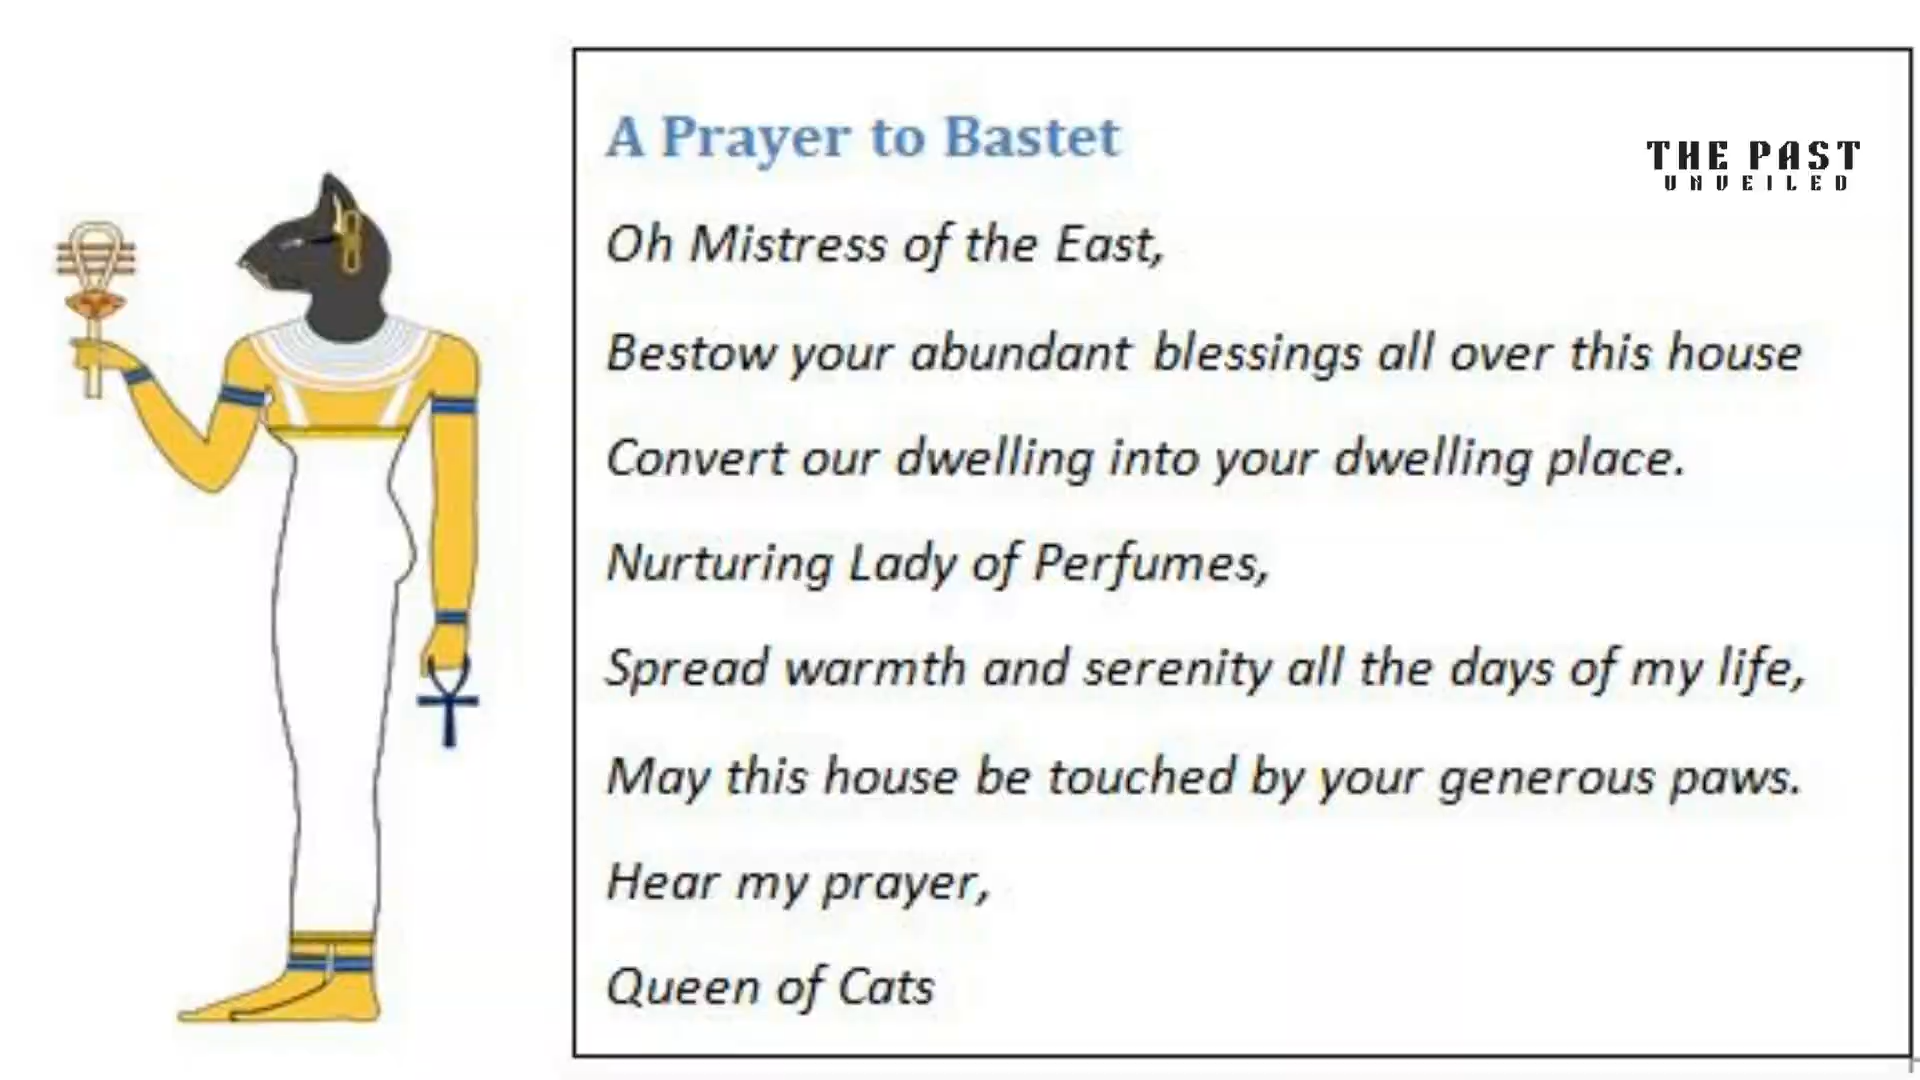 A Prayer to Bastet
THE PAST
UNVEILED
Oh Mistress of the East,
Bestow your abundant blessings all over this house
Convert our dwelling into your dwelling place.
Nurturing Lady of Perfumes,
Spread warmth and serenity all the days of my life,
May this house be touched by your generous paws.
Hear my prayer,
Queen of Cats